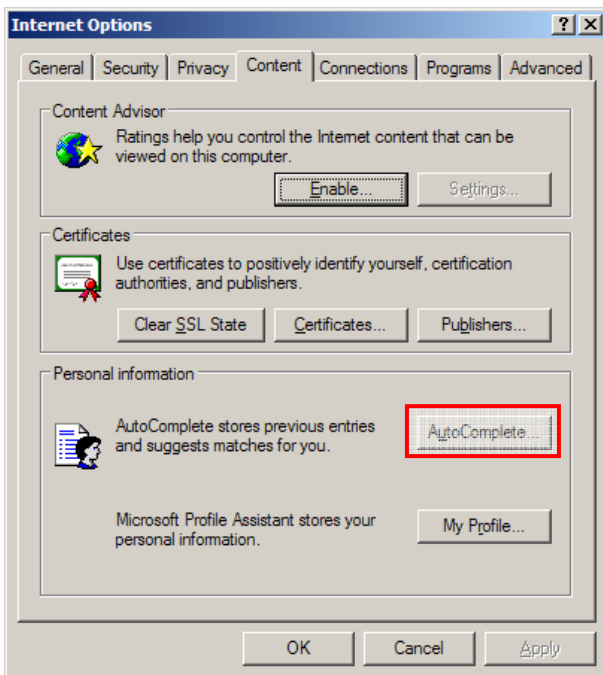 Internet Options
General Security Privacy Content Connections Programs Advanced
Content Advisor
Ratings help you control the Internet content that can be
viewed on this computer.
Enable... Settings...
Certificates
Use certificates to positively identify yourself, certification
authorities, and publishers.
Clear SSL State Certificates... Publishers...
Personal information
AutoComplete stores previous entries
and suggests matches for you.
AutoComplete...
Microsoft Profile Assistant stores your
personal information.
My Profile...
OK Cancel Apply